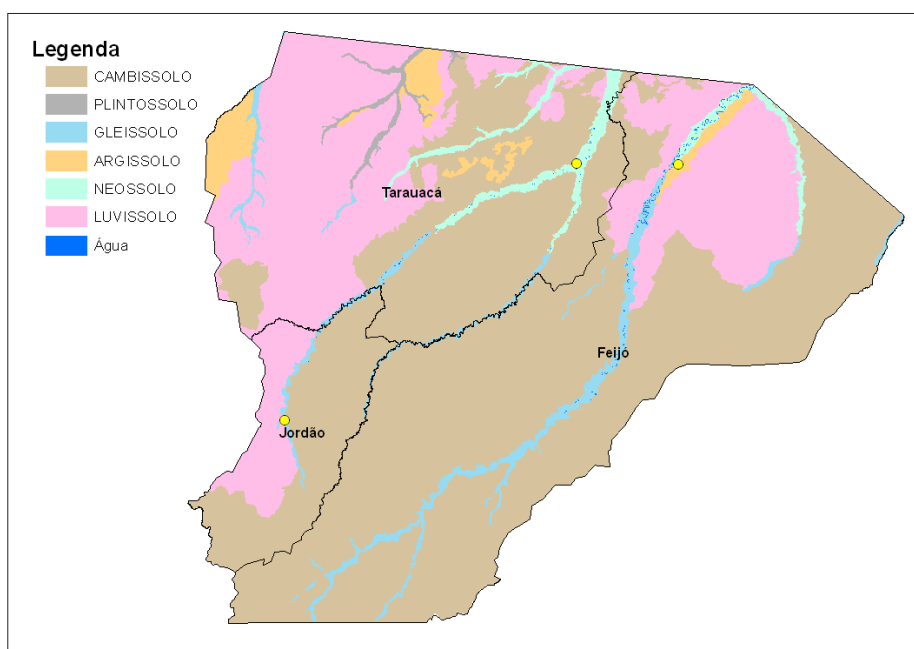 Legenda
CAMBISSOLO
PLINTOSSOLO
GLEISSOLO
ARGISSOLO
NEOSSOLO
LUVISSOLO
Água
Tarauacá
Feijó
Jordão